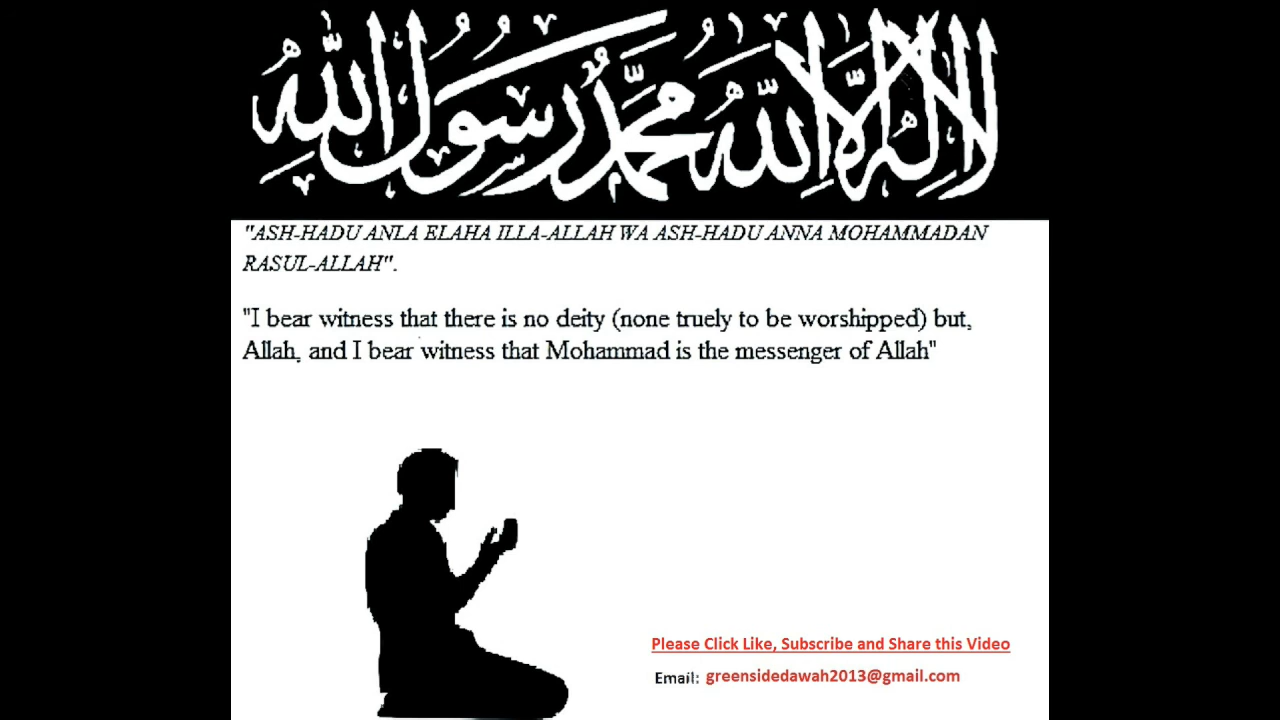 لا إله إلا الله محمد رسول الله
"ASH-HADU ANLA ELAHA ILLA-ALLAH WA ASH-HADU ANNA MOHAMMADAN
RASUL-ALLAH".
"I bear witness that there is no deity (none truely to be worshipped) but,
Allah, and I bear witness that Mohammad is the messenger of Allah"
Please Click Like, Subscribe and Share this Video
Email: greensidedawah2013@gmail.com